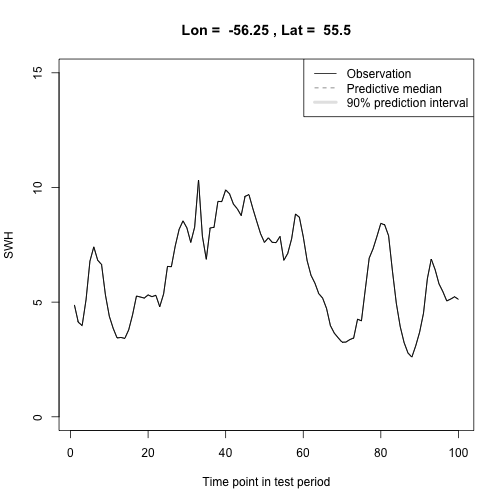 Lon =  -56.25 , Lat =  55.5
Observation
Predictive median
90% prediction interval
SWH
15
10
5
0
0 20 40 60 80 100
Time point in test period